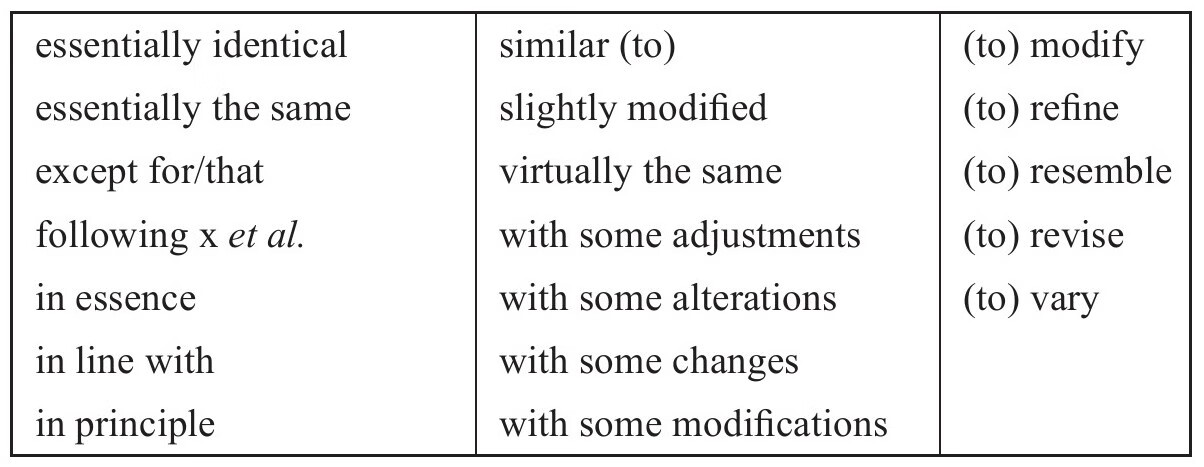 essentially identical
essentially the same
except for/that
following x et al.
in essence
in line with
in principle
similar (to)
slightly modified
virtually the same
with some adjustments
with some alterations
with some changes
with some modifications
(to) modify
(to) refine
(to) resemble
(to) revise
(to) vary